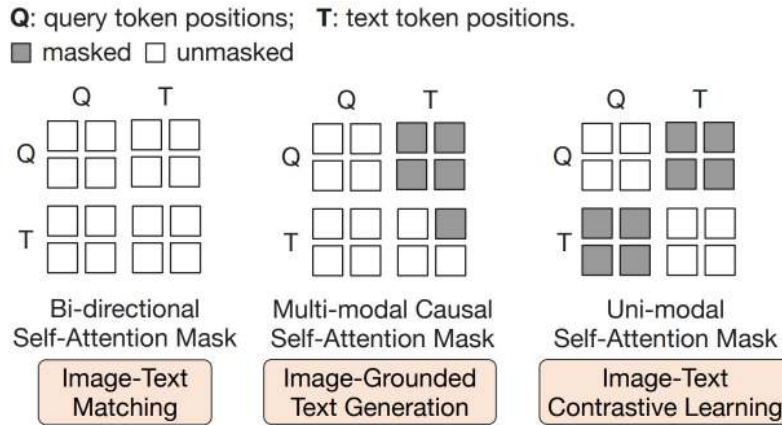 Q: query token positions; T: text token positions.
masked unmasked
Q T
Q
T
Bi-directional
Self-Attention Mask
Image-Text
Matching
Q T
Q
T
Multi-modal Causal
Self-Attention Mask
Image-Grounded
Text Generation
Q T
Q
T
Uni-modal
Self-Attention Mask
Image-Text
Contrastive Learning